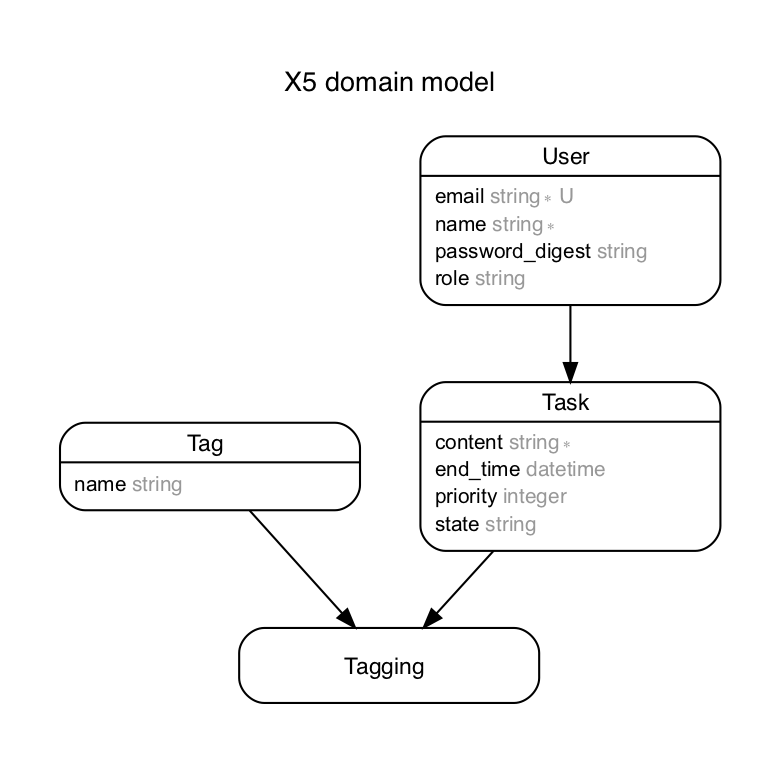 X5 domain model
User
email string * U
name string *
password_digest string
role string
Task
content string *
end_time datetime
priority integer
state string
Tag
name string
Tagging